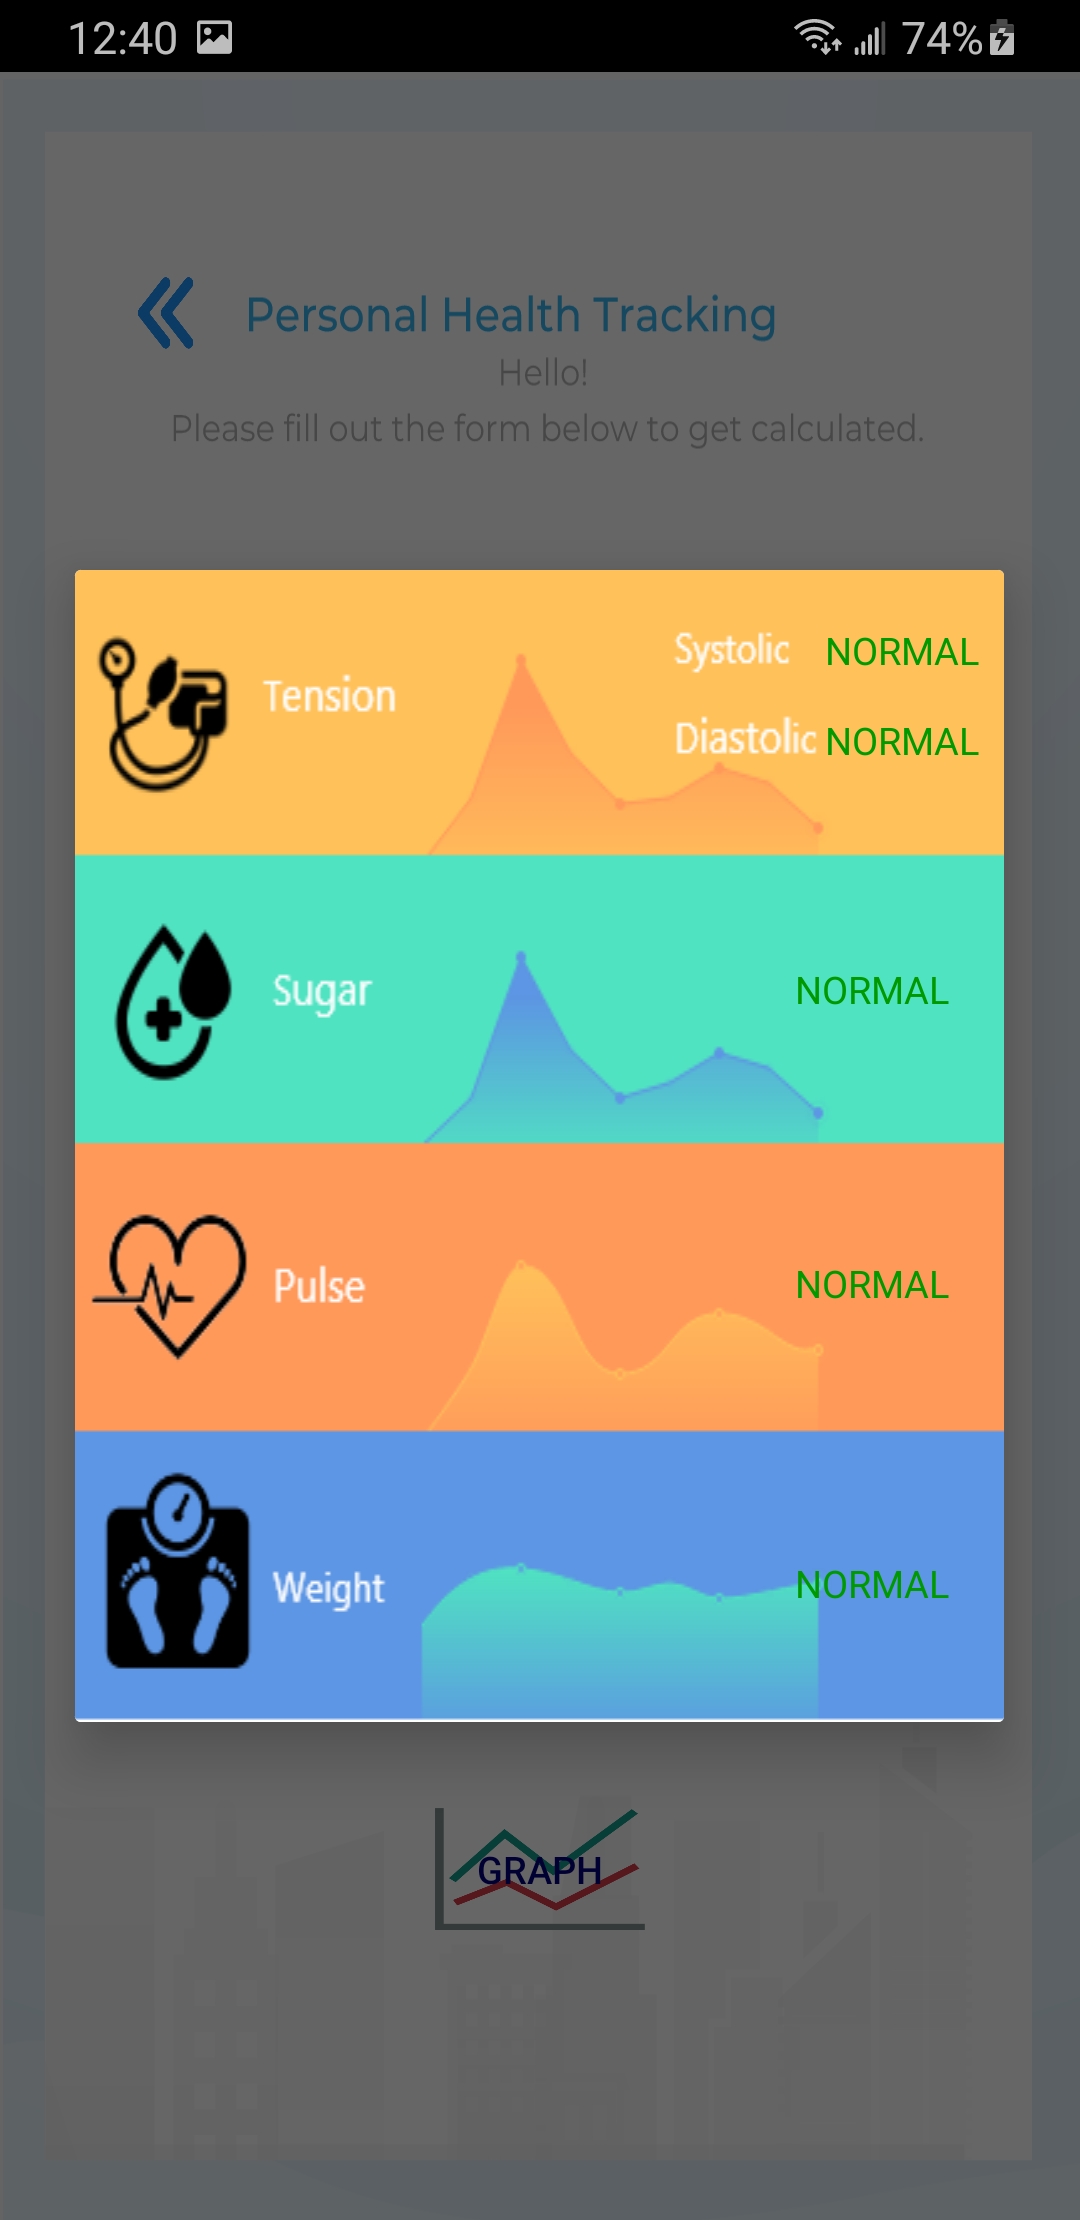 12:40 74%
Personal Health Tracking
Hello!
Please fill out the form below to get calculated.
Tension
Systolic NORMAL
Diastolic NORMAL
Sugar NORMAL
Pulse NORMAL
Weight NORMAL
GRAPH